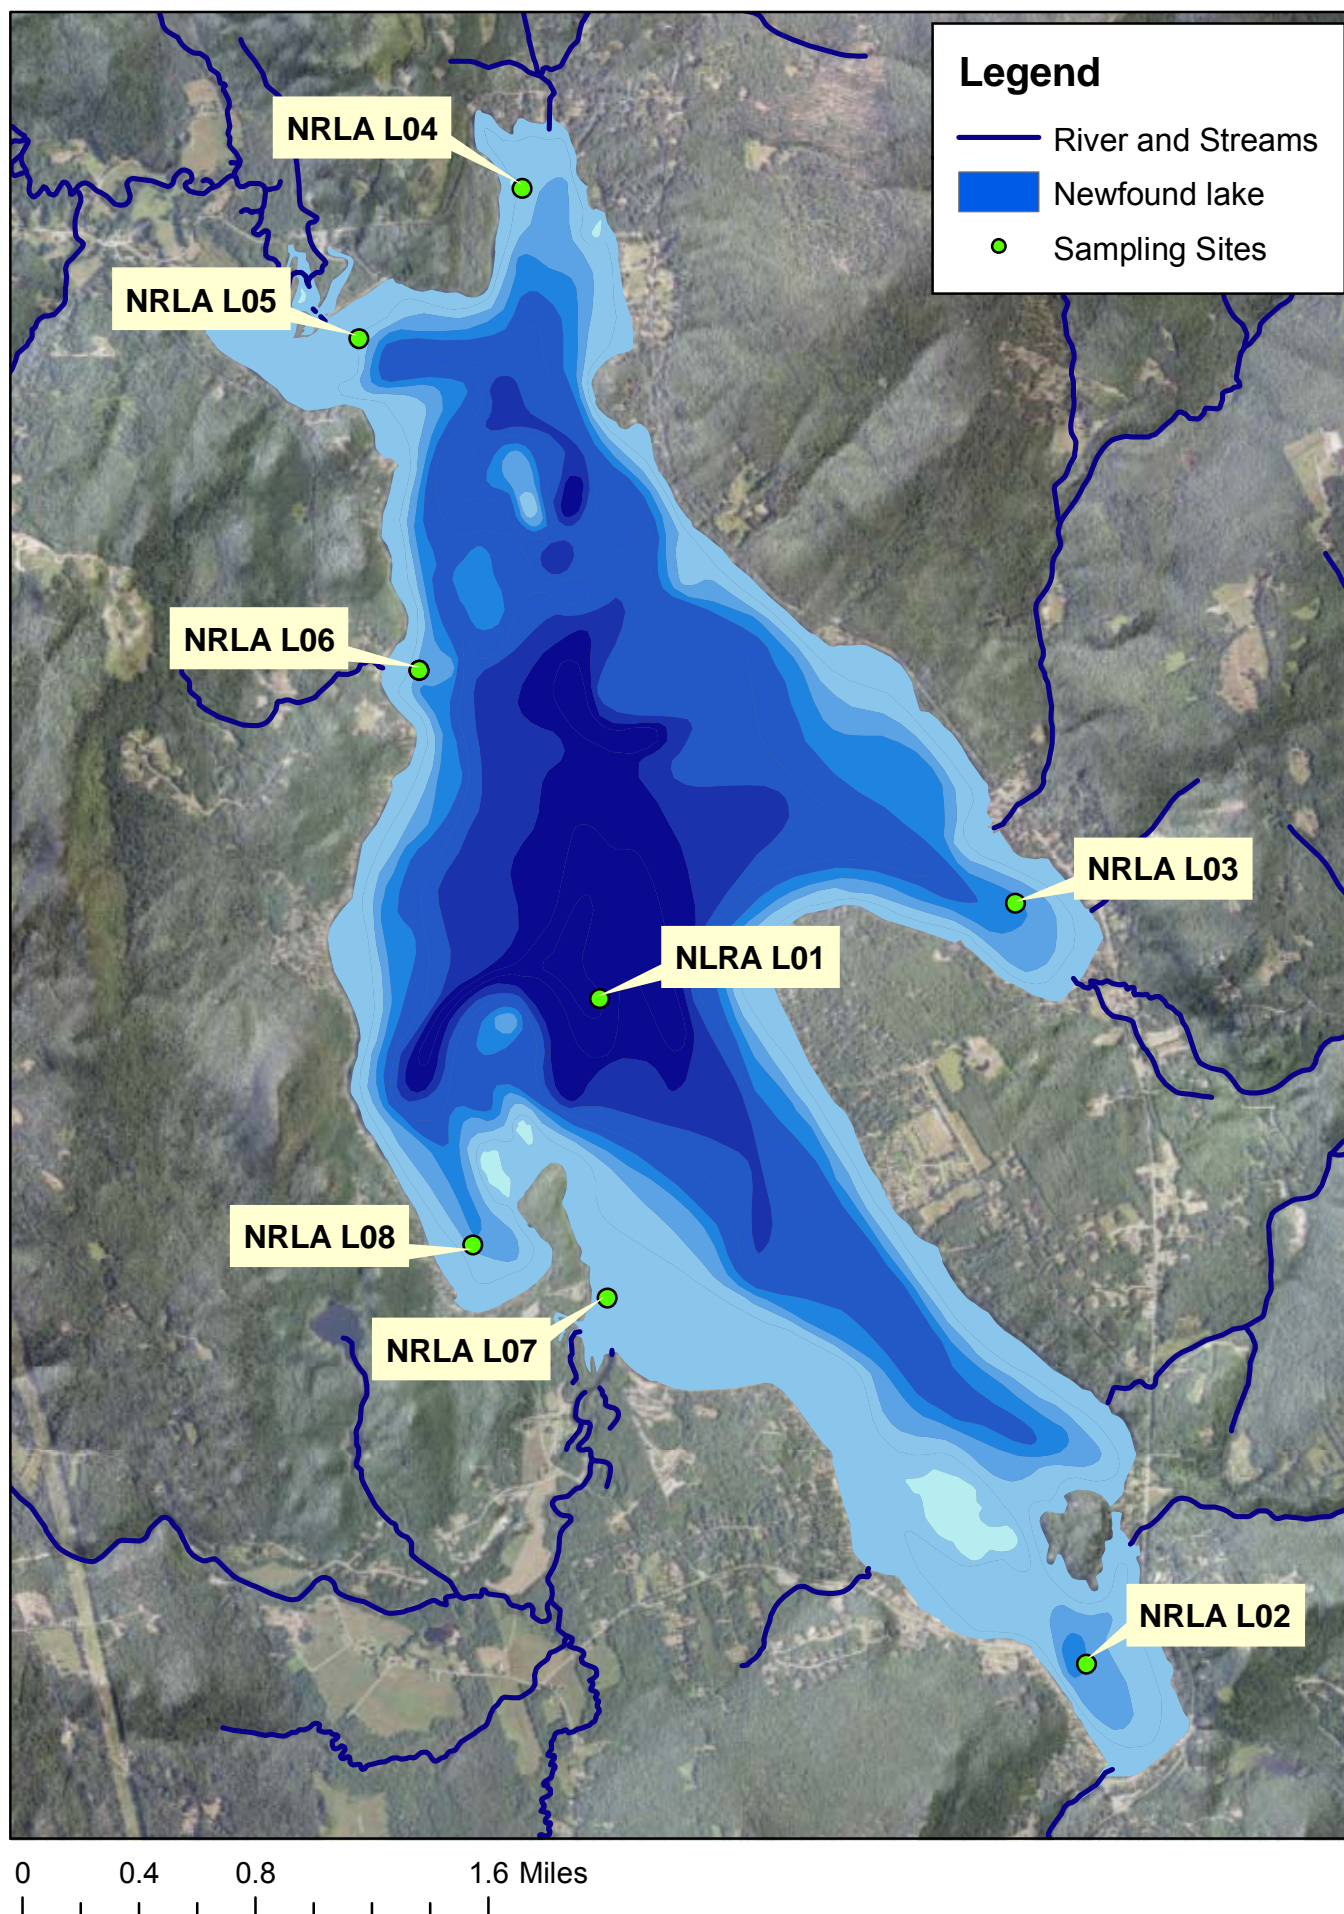 Legend
River and Streams
Newfound lake
Sampling Sites
NRLA L04
NRLA L05
NRLA L06
NRLA L03
NLRA L01
NRLA L08
NRLA L07
NRLA L02
0 0.4 0.8 1.6 Miles